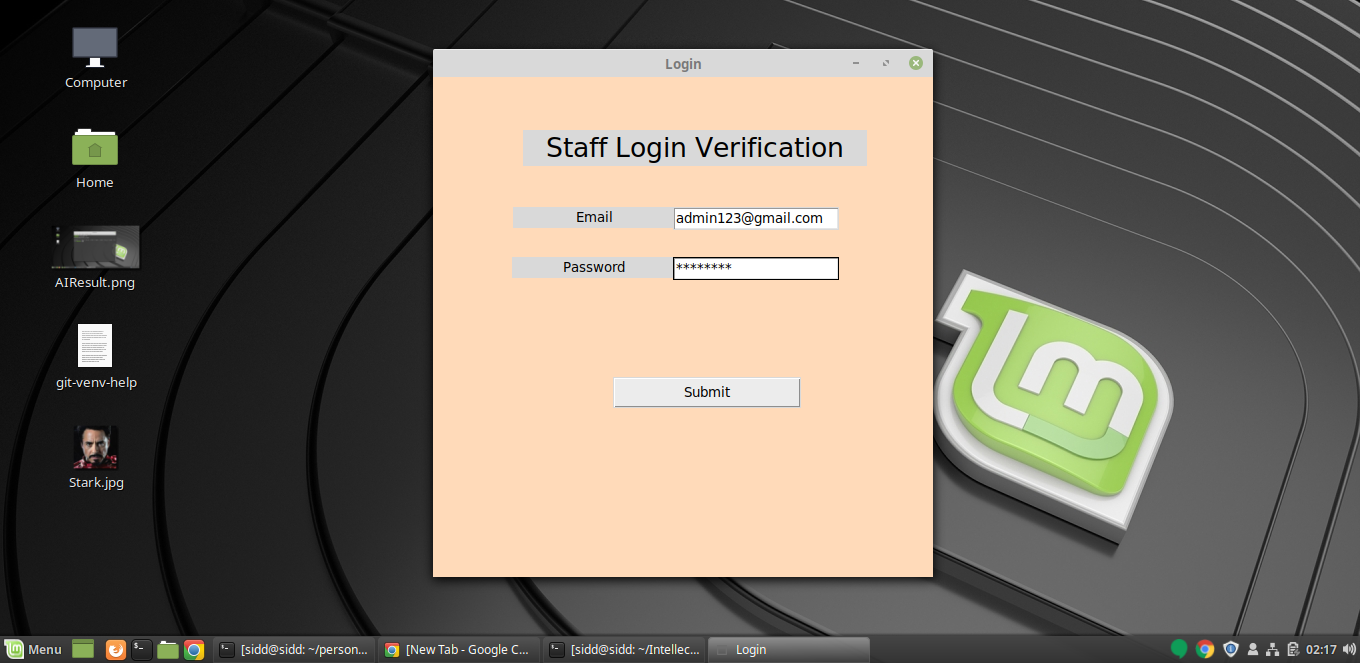 Computer
Home
AIResult.png
git-venv-help
Stark.jpg
Login
Staff Login Verification
Email
admin123@gmail.com
Password
********
Submit
Menu
[sidd@sidd: ~/person...
[New Tab - Google C...
[sidd@sidd: ~/Intellec...
Login
02:17